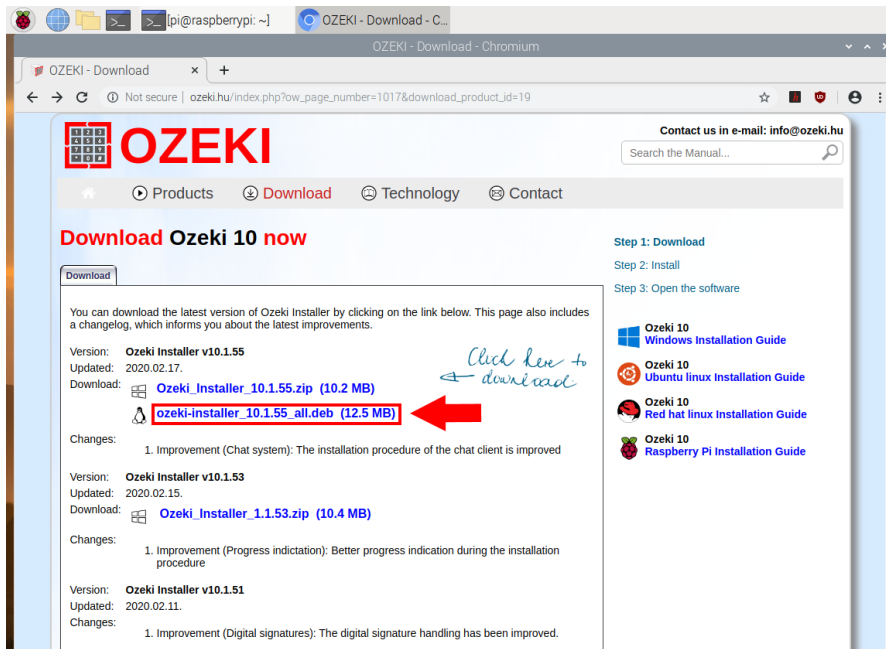 [pi@raspberrypi: ~]
OZEKI - Download - C...
OZEKI - Download - Chromium
OZEKI - Download
Not secure | ozeki.hu/index.php?ow_page_number=1017&download_product_id=19
1 2 3
4 5 6
7 8 9
* 0 #
OZEKI
Contact us in e-mail: info@ozeki.hu
Search the Manual...
Products Download Technology Contact
Download Ozeki 10 now
Download
You can download the latest version of Ozeki Installer by clicking on the link below. This page also includes
a changelog, which informs you about the latest improvements.
Version: Ozeki Installer v10.1.55
Updated: 2020.02.17.
Download: Ozeki_Installer_10.1.55.zip (10.2 MB)
ozeki-installer_10.1.55_all.deb (12.5 MB)
Click here to
download
Changes:
1. Improvement (Chat system): The installation procedure of the chat client is improved
Version: Ozeki Installer v10.1.53
Updated: 2020.02.15.
Download: Ozeki_Installer_1.1.53.zip (10.4 MB)
Changes:
1. Improvement (Progress indictation): Better progress indication during the installation
procedure
Version: Ozeki Installer v10.1.51
Updated: 2020.02.11.
Changes:
1. Improvement (Digital signatures): The digital signature handling has been improved.
Step 1: Download
Step 2: Install
Step 3: Open the software
Ozeki 10
Windows Installation Guide
Ozeki 10
Ubuntu linux Installation Guide
Ozeki 10
Red hat linux Installation Guide
Ozeki 10
Raspberry Pi Installation Guide